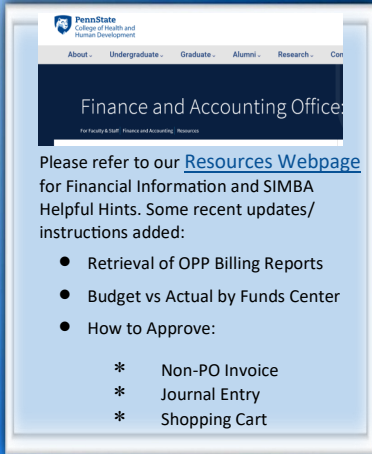 PennState
College of Health and
Human Development
About Undergraduate Graduate Alumni Research
Finance and Accounting Office:
For Faculty & Staff Finance and Accounting Resources
Please refer to our Resources Webpage
for Financial Information and SIMBA
Helpful Hints. Some recent updates/
instructions added:
• Retrieval of OPP Billing Reports
• Budget vs Actual by Funds Center
• How to Approve:
* Non-PO Invoice
* Journal Entry
* Shopping Cart